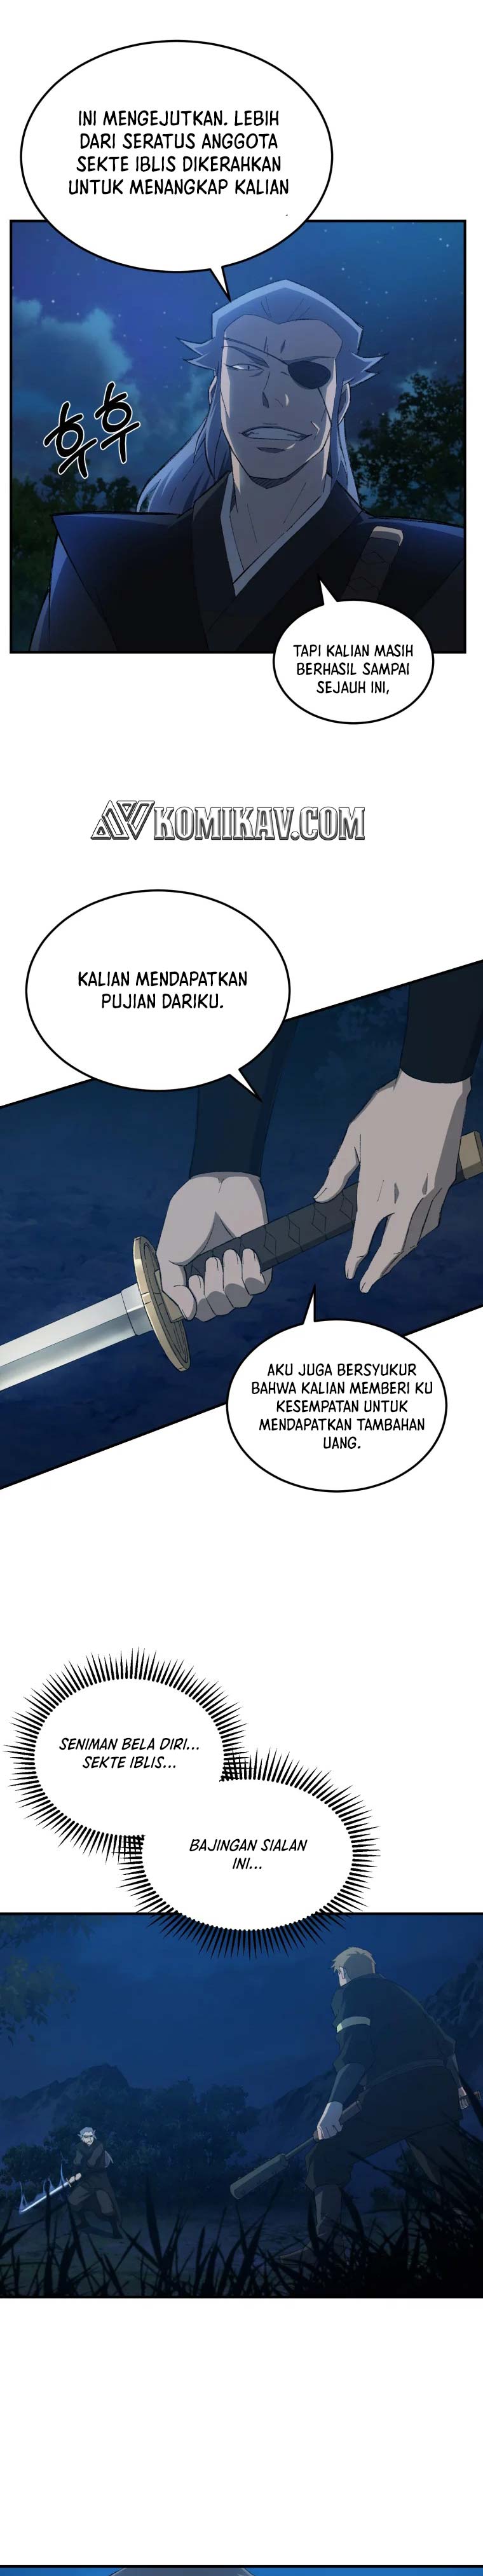 INI MENGEJUTKAN. LEBIH
DARI SERATUS ANGGOTA
SEKTE IBLIS DIKERAHKAN
UNTUK MENANGKAP KALIAN
후후
TAPI KALIAN MASIH
BERHASIL SAMPAI
SEJAUH INI,
KOMIKAV.COM
KALIAN MENDAPATKAN
PUJIAN DARIKU.
AKU JUGA BERSYUKUR
BAHWA KALIAN MEMBERI KU
KESEMPATAN UNTUK
MENDAPATKAN TAMBAHAN
UANG.
SENIMAN BELA DIRI...
SEKTE IBLIS...
BAJINGAN SIALAN
INI...